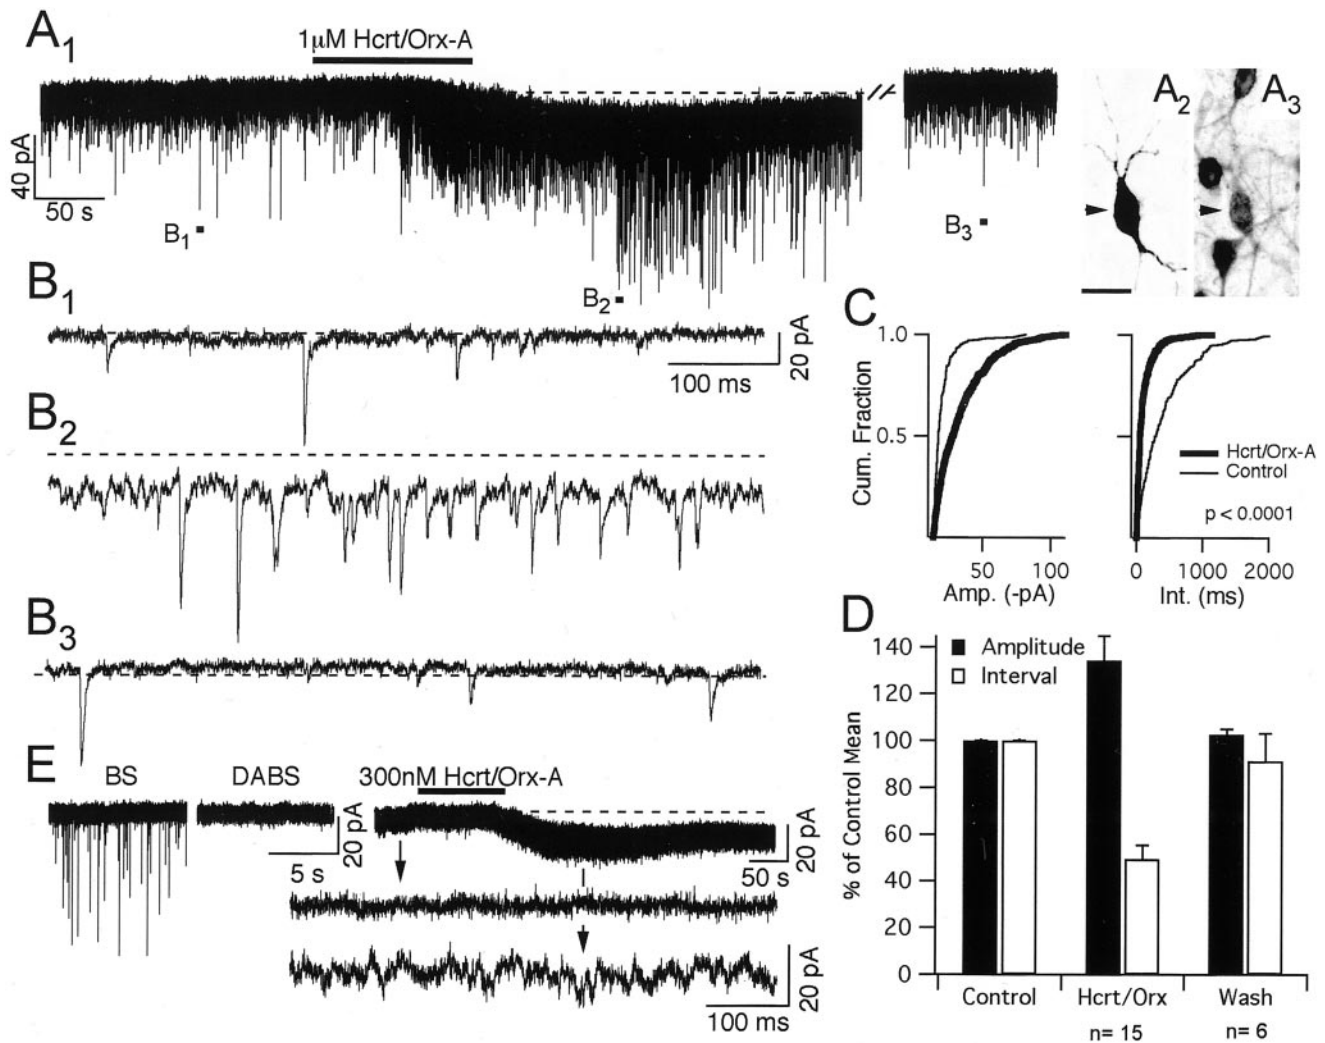 A1
1μM Hcrt/Orx-A
40 pA
50 s
B1
B2
B3
A2
A3
B1
100 ms
20 pA
B2
B3
C
Cum. Fraction
1.0
0.5
50 100
Amp. (-pA)
Hcrt/Orx-A
Control
p < 0.0001
0 1000 2000
Int. (ms)
D
% of Control Mean
140
120
100
80
60
40
20
0
Amplitude
Interval
Control
Hcrt/Orx
Wash
n= 15
n= 6
E
BS
DABS
300nM Hcrt/Orx-A
20 pA
5 s
20 pA
50 s
20 pA
100 ms